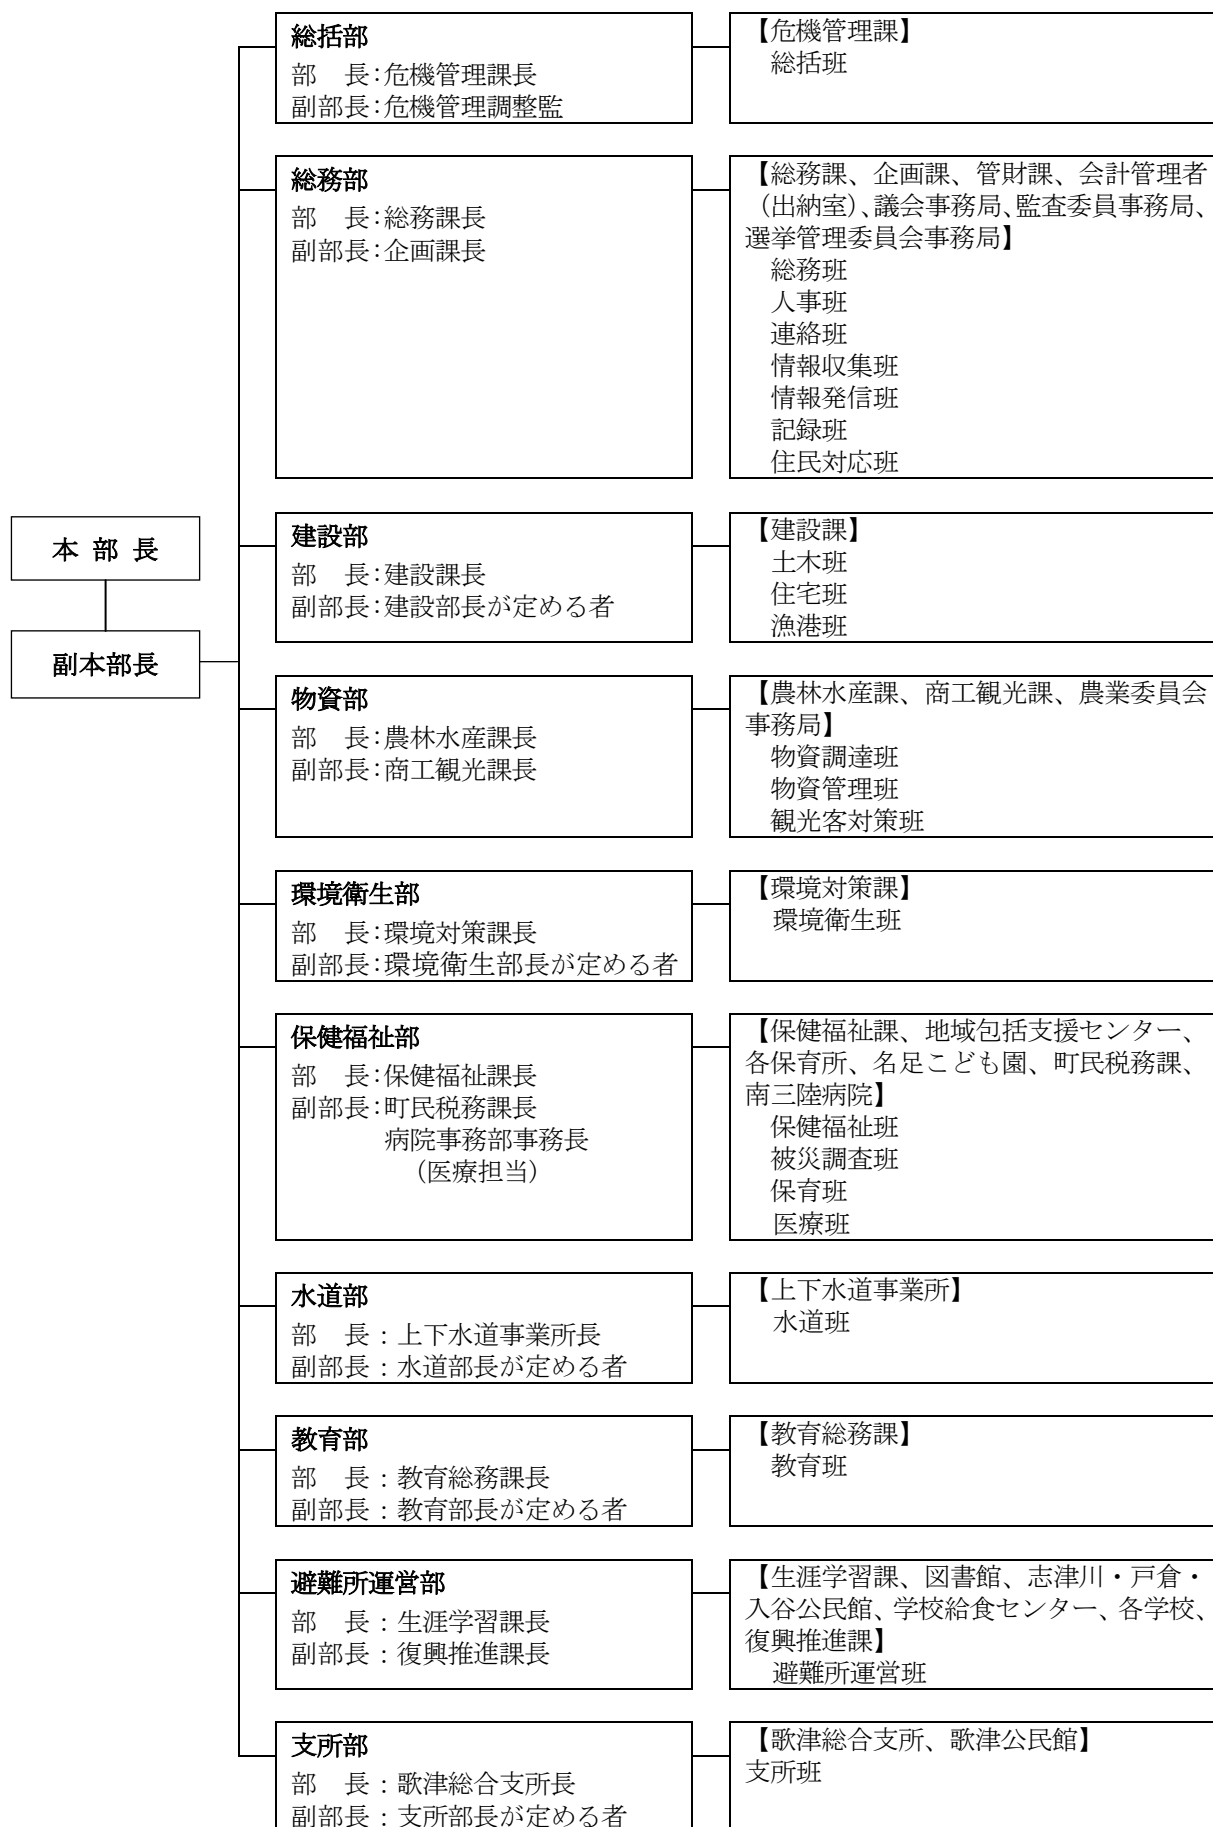 総括部
部　長：危機管理課長
副部長：危機管理調整監
【危機管理課】
総括班
総務部
部　長：総務課長
副部長：企画課長
【総務課、企画課、管財課、会計管理者
（出納室）、議会事務局、監査委員事務局、
選挙管理委員会事務局】
総務班
人事班
連絡班
情報収集班
情報発信班
記録班
住民対応班
本 部 長
副本部長
建設部
部　長：建設課長
副部長：建設部長が定める者
【建設課】
土木班
住宅班
漁港班
物資部
部　長：農林水産課長
副部長：商工観光課長
【農林水産課、商工観光課、農業委員会
事務局】
物資調達班
物資管理班
観光客対策班
環境衛生部
部　長：環境対策課長
副部長：環境衛生部長が定める者
【環境対策課】
環境衛生班
保健福祉部
部　長：保健福祉課長
副部長：町民税務課長
病院事務部事務長
（医療担当）
【保健福祉課、地域包括支援センター、
各保育所、名足こども園、町民税務課、
南三陸病院】
保健福祉班
被災調査班
保育班
医療班
水道部
部　長：上下水道事業所長
副部長：水道部長が定める者
【上下水道事業所】
水道班
教育部
部　長：教育総務課長
副部長：教育部長が定める者
【教育総務課】
教育班
避難所運営部
部　長：生涯学習課長
副部長：復興推進課長
【生涯学習課、図書館、志津川・戸倉・
入谷公民館、学校給食センター、各学校、
復興推進課】
避難所運営班
支所部
部　長：歌津総合支所長
副部長：支所部長が定める者
【歌津総合支所、歌津公民館】
支所班